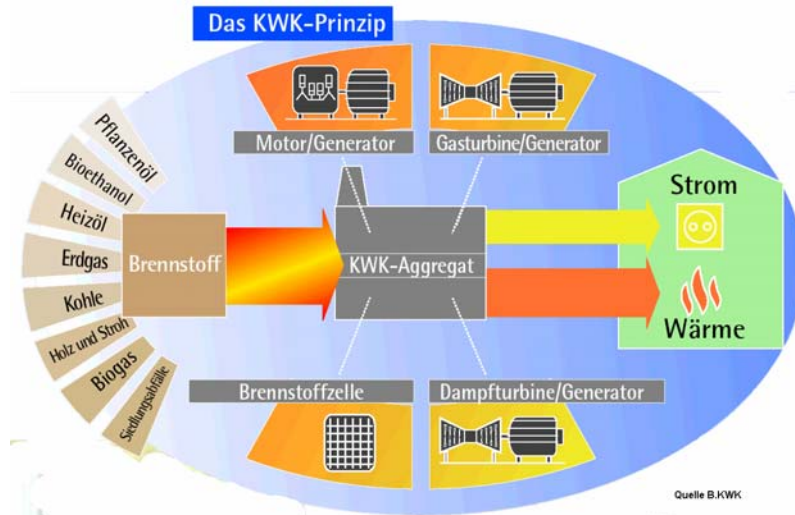 Das KWK-Prinzip
Motor/Generator
Gasturbine/Generator
Pflanzenöl
Bioethanol
Heizöl
Erdgas
Kohle
Holz und Stroh
Biogas
Siedlungsabfälle
Brennstoff
KWK-Aggregat
Strom
Wärme
Brennstoffzelle
Dampfturbine/Generator
Quelle B.KWK